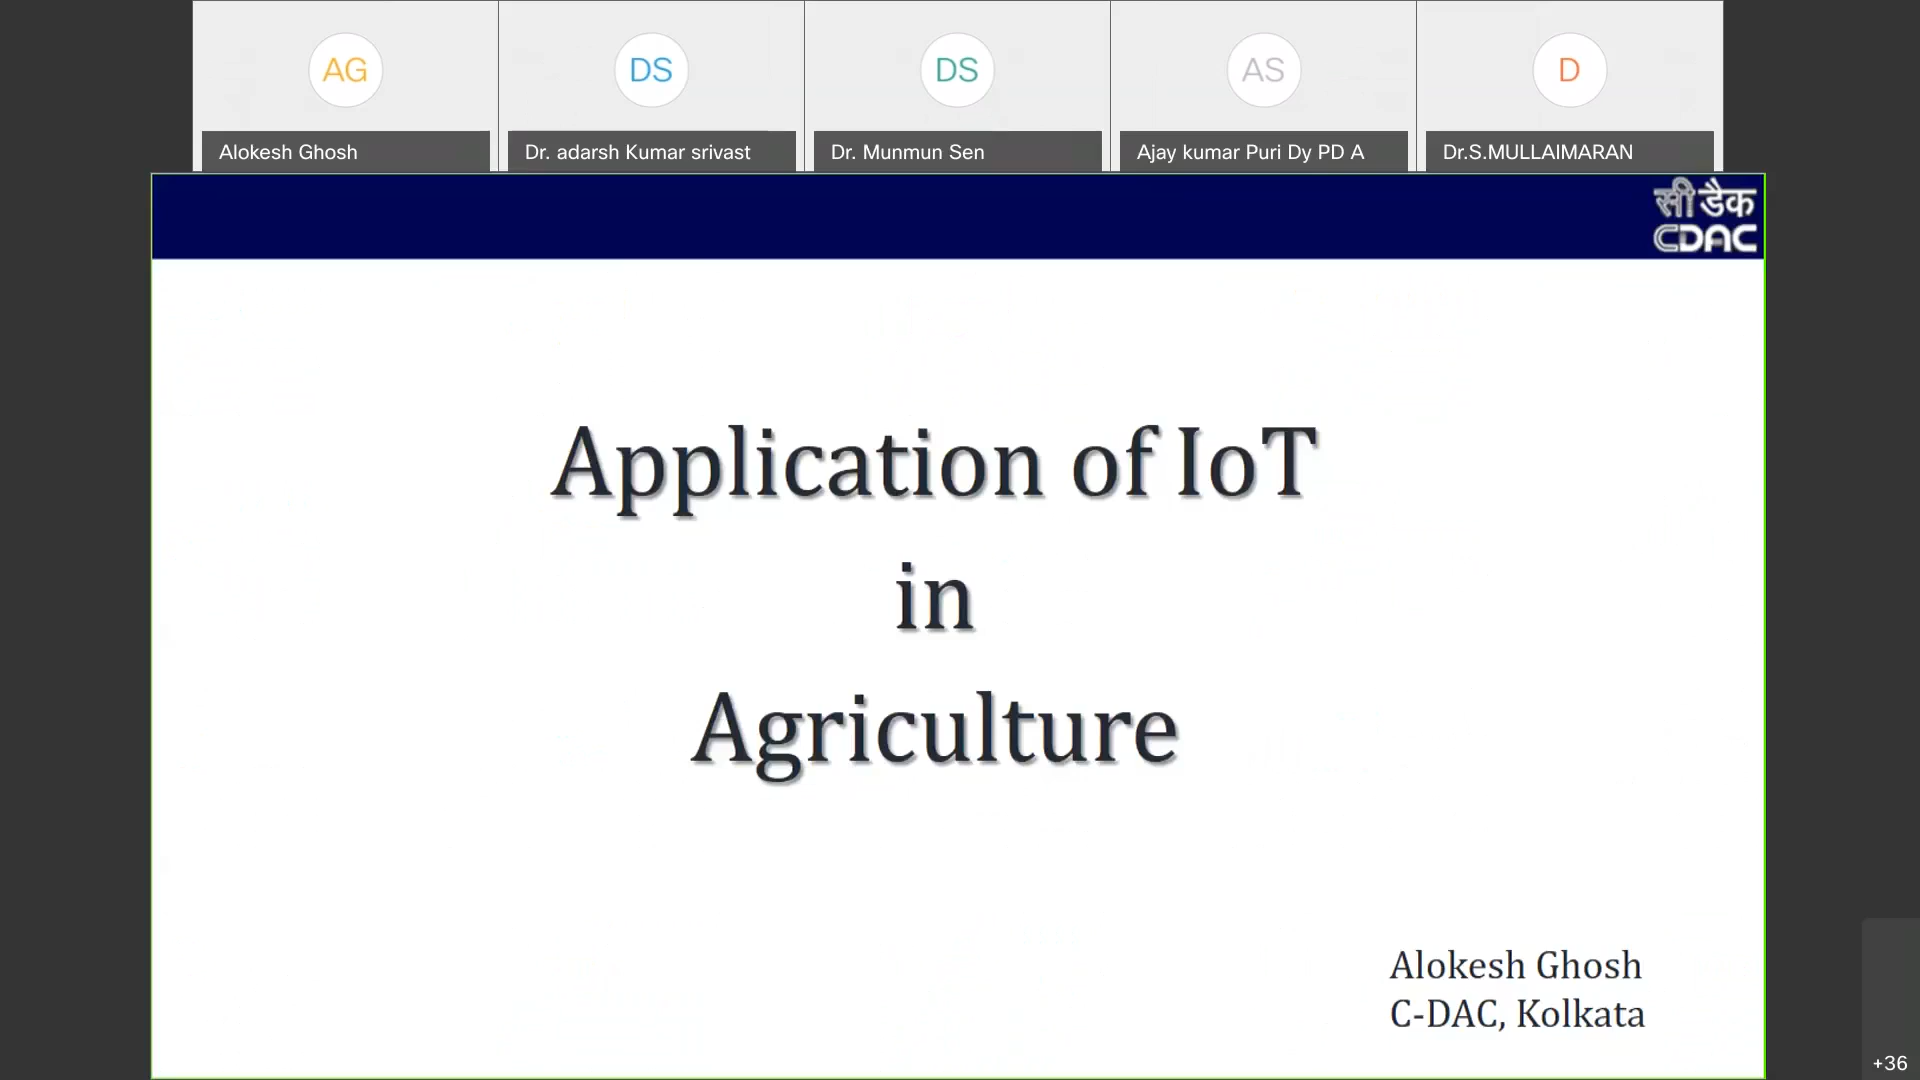 AG
DS
DS
AS
D
Alokesh Ghosh
Dr. adarsh Kumar srivast
Dr. Munmun Sen
Ajay kumar Puri Dy PD A
Dr.S.MULLAIMARAN
सी डैक
CDAC
Application of IoT
in
Agriculture
Alokesh Ghosh
C-DAC, Kolkata
+36